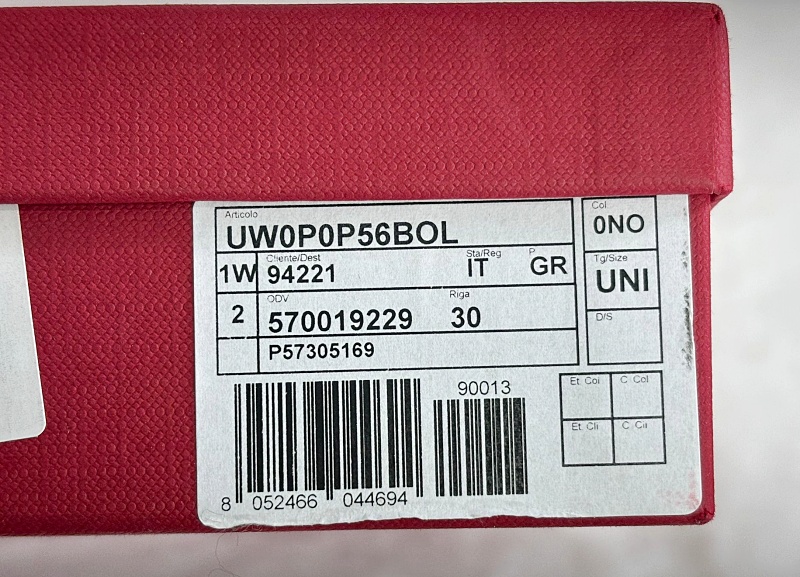 Articolo
UW0P0P56BOL
Col
0NO
Cliente/Dest
Sta/Reg
P
1W 94221 IT GR
Tg/Size
UNI
ODV
Riga
2 570019229 30
D/S
P57305169
90013
Et. Col C. Col
Et. Cli C. Cli
8 052466 044694